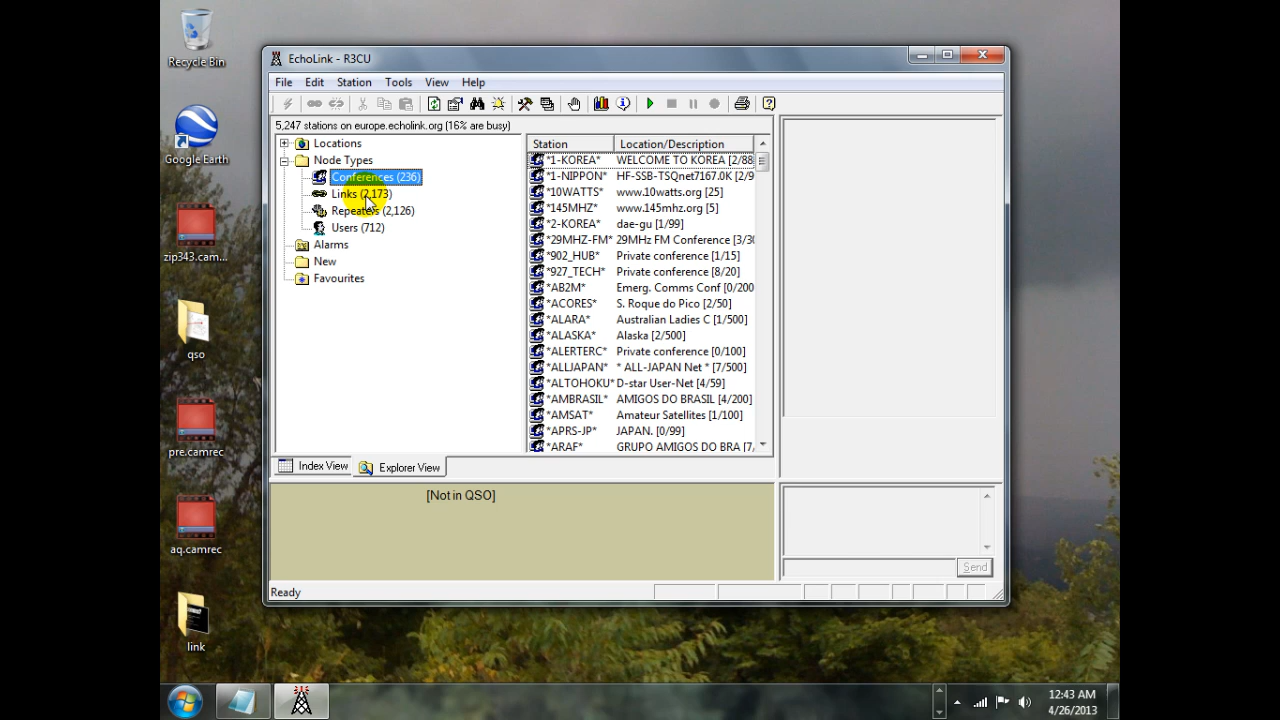 Recycle Bin
Google Earth
zip343.cam...
qso
pre.camrec
aq.camrec
link
EchoLink - R3CU
File Edit Station Tools View Help
5,247 stations on europe.echolink.org (16% are busy)
Locations
Node Types
Conferences (236)
Links (2,173)
Repeaters (2,126)
Users (712)
Alarms
New
Favourites
Station Location/Description
*1-KOREA* WELCOME TO KOREA [2/88
*1-NIPPON* HF-SSB-TSQnet7167.0K [2/9
*10WATTS* www.10watts.org [25]
*145MHZ* www.145mhz.org [5]
*2-KOREA* dae-gu [1/99]
*29MHZ-FM* 29MHz FM Conference [3/30
*902_HUB* Private conference [1/15]
*927_TECH* Private conference [8/20]
*AB2M* Emerg. Comms Conf [0/200
*ACORES* S. Roque do Pico [2/50]
*ALARA* Australian Ladies C [1/500]
*ALASKA* Alaska [2/500]
*ALERTERC* Private conference [0/100]
*ALLJAPAN* * ALL-JAPAN Net * [7/500]
*ALTOHOKU* D-star User-Net [4/59]
*AMBRASIL* AMIGOS DO BRASIL [4/200]
*AMSAT* Amateur Satellites [1/100]
*APRS-JP* JAPAN. [0/99]
*ARAF* GRUPO AMIGOS DO BRA [7,
Index View Explorer View
[Not in QSO]
Send
Ready
12:43 AM
4/26/2013